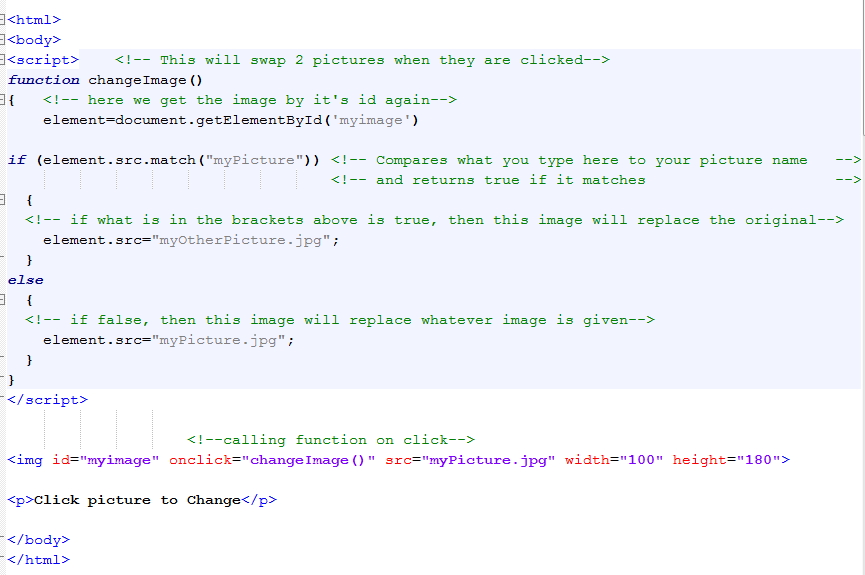 <html>
<body>
<script>    <!-- This will swap 2 pictures when they are clicked-->
function changeImage()
{   <!-- here we get the image by it's id again-->
    element=document.getElementById('myimage')
if (element.src.match("myPicture")) <!-- Compares what you type here to your picture name   -->
                                    <!-- and returns true if it matches                     -->
  {
  <!-- if what is in the brackets above is true, then this image will replace the original-->
    element.src="myOtherPicture.jpg";
  }
else
  {
  <!-- if false, then this image will replace whatever image is given-->
    element.src="myPicture.jpg";
  }
}
</script>
                    <!--calling function on click-->
<img id="myimage" onclick="changeImage()" src="myPicture.jpg" width="100" height="180">
<p>Click picture to Change</p>
</body>
</html>